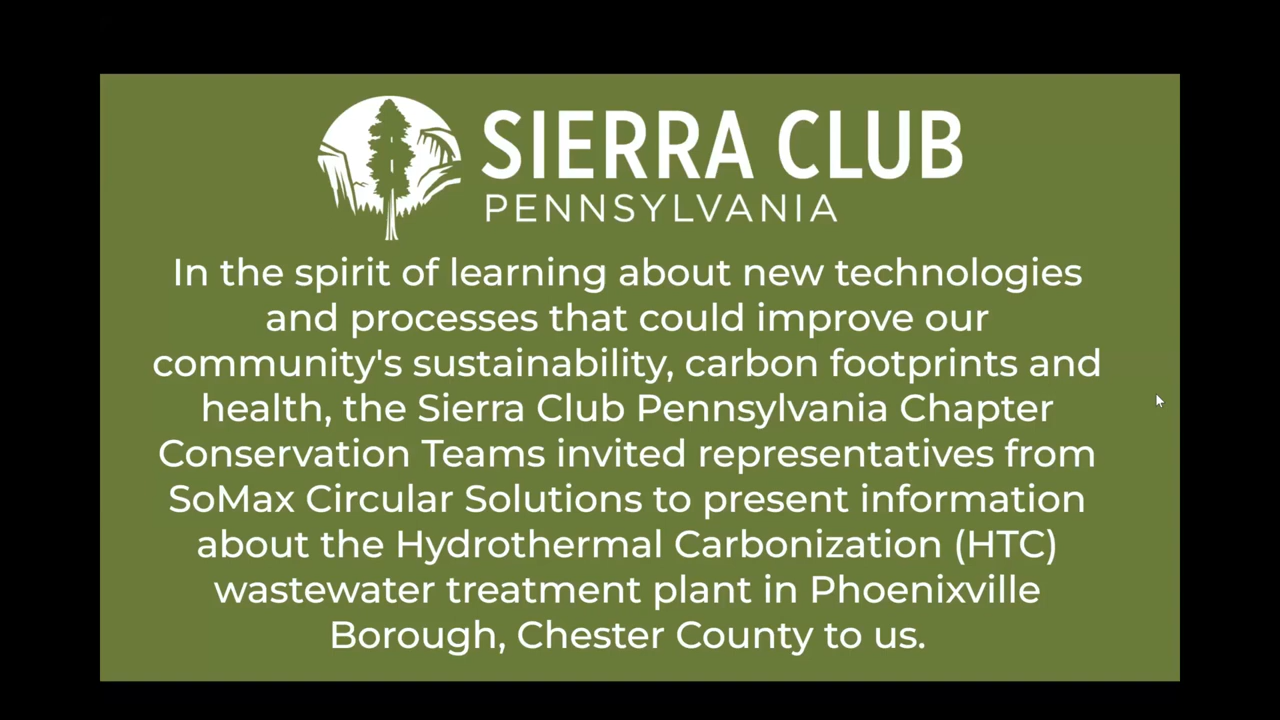 SIERRA CLUB
PENNSYLVANIA
In the spirit of learning about new technologies
and processes that could improve our
community's sustainability, carbon footprints and
health, the Sierra Club Pennsylvania Chapter
Conservation Teams invited representatives from
SoMax Circular Solutions to present information
about the Hydrothermal Carbonization (HTC)
wastewater treatment plant in Phoenixville
Borough, Chester County to us.